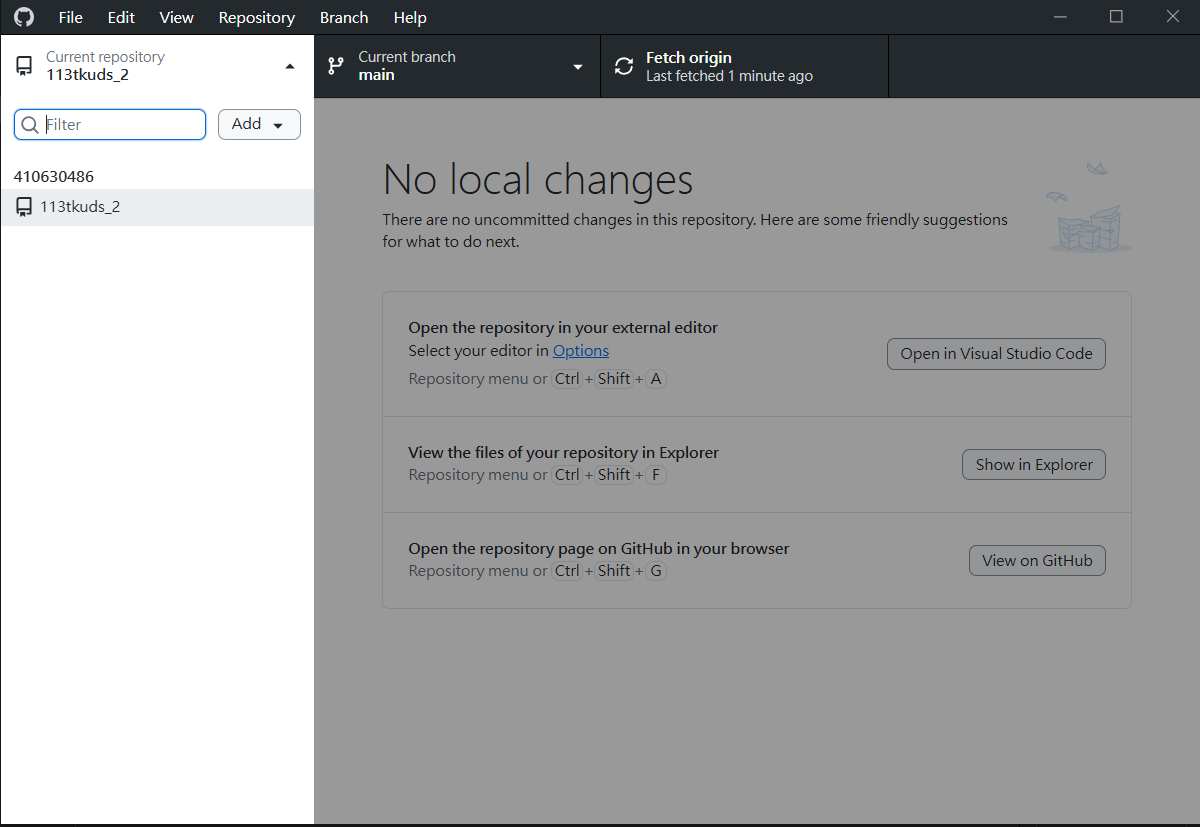 File Edit View Repository Branch Help
Current repository
113tkuds_2
Current branch
main
Fetch origin
Last fetched 1 minute ago
Filter
Add
410630486
113tkuds_2
No local changes
There are no uncommitted changes in this repository. Here are some friendly suggestions
for what to do next.
Open the repository in your external editor
Select your editor in Options
Repository menu or Ctrl + Shift + A
Open in Visual Studio Code
View the files of your repository in Explorer
Repository menu or Ctrl + Shift + F
Show in Explorer
Open the repository page on GitHub in your browser
Repository menu or Ctrl + Shift + G
View on GitHub